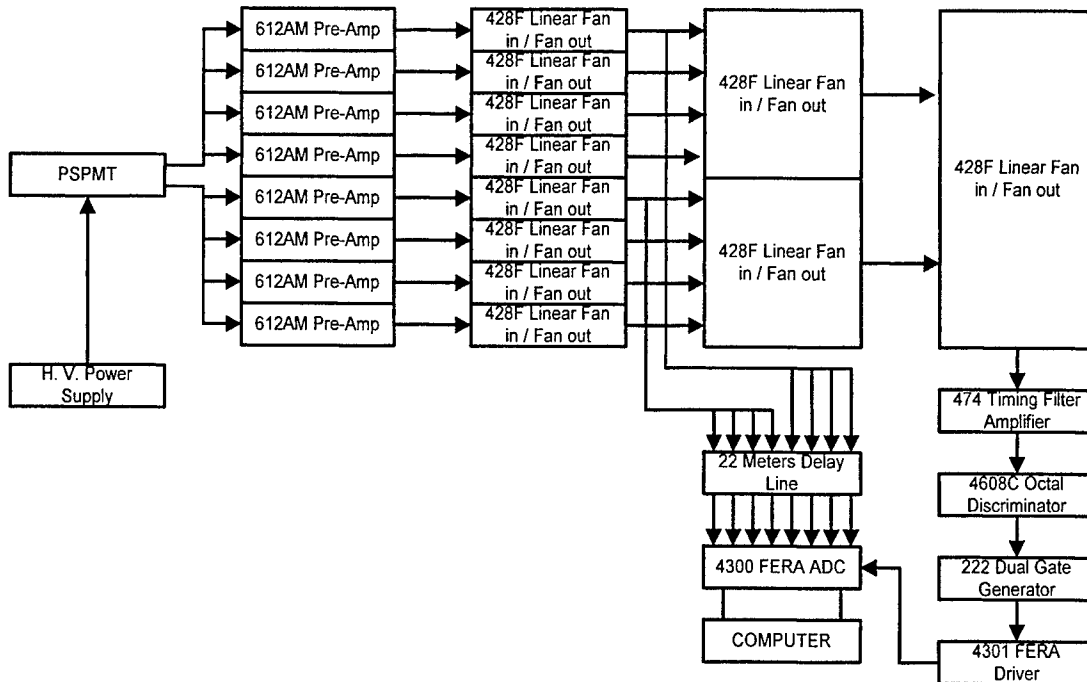 612AM Pre-Amp
612AM Pre-Amp
612AM Pre-Amp
612AM Pre-Amp
612AM Pre-Amp
612AM Pre-Amp
612AM Pre-Amp
612AM Pre-Amp
428F Linear Fan
in / Fan out
428F Linear Fan
in / Fan out
428F Linear Fan
in / Fan out
428F Linear Fan
in / Fan out
428F Linear Fan
in / Fan out
428F Linear Fan
in / Fan out
428F Linear Fan
in / Fan out
428F Linear Fan
in / Fan out
428F Linear Fan
in / Fan out
428F Linear Fan
in / Fan out
428F Linear Fan
in / Fan out
PSPMT
H. V. Power
Supply
474 Timing Filter
Amplifier
22 Meters Delay
Line
4608C Octal
Discriminator
4300 FERA ADC
222 Dual Gate
Generator
COMPUTER
4301 FERA
Driver